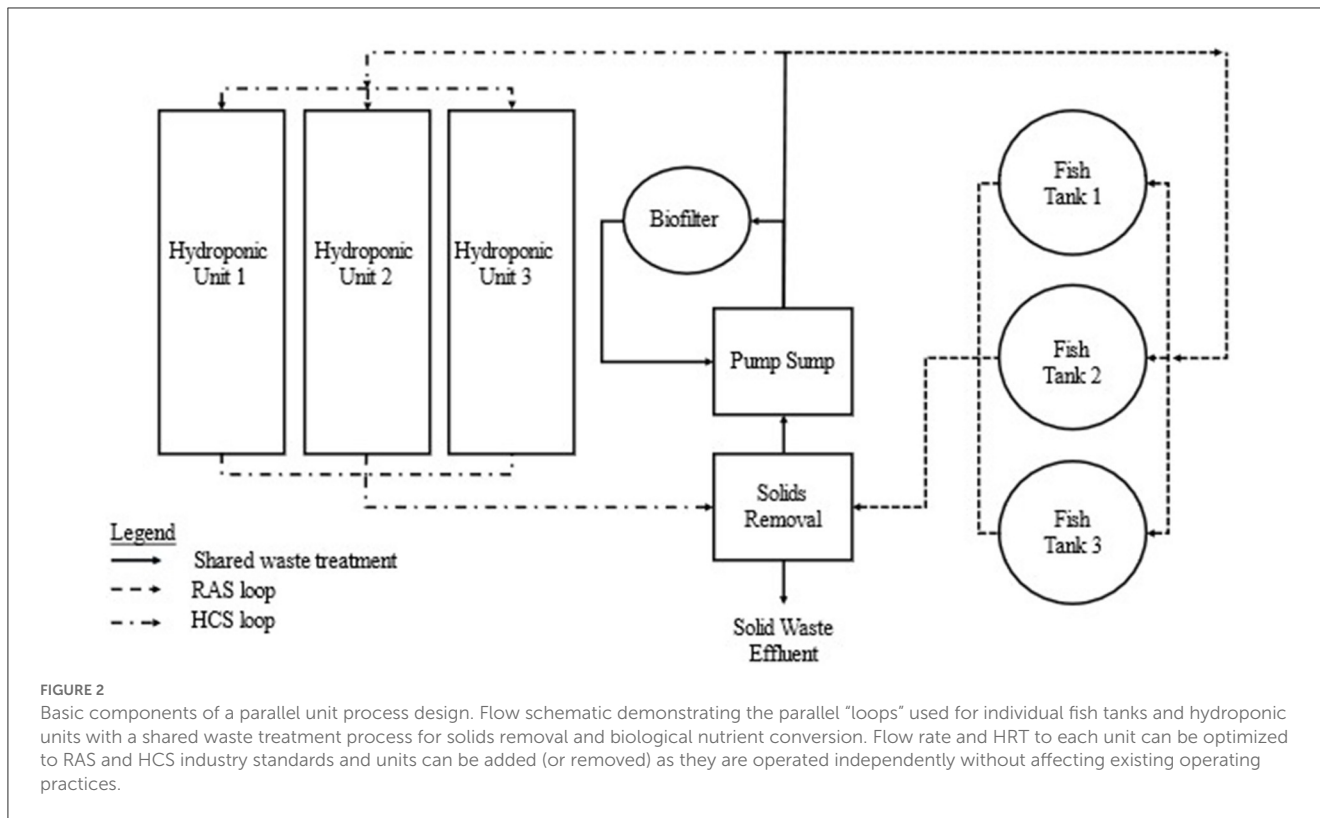 Hydroponic
Unit 1
Hydroponic
Unit 2
Hydroponic
Unit 3
Biofilter
Pump Sump
Solids
Removal
Solid Waste
Effluent
Fish
Tank 1
Fish
Tank 2
Fish
Tank 3
Legend
Shared waste treatment
RAS loop
HCS loop
FIGURE 2
Basic components of a parallel unit process design. Flow schematic demonstrating the parallel "loops" used for individual fish tanks and hydroponic
units with a shared waste treatment process for solids removal and biological nutrient conversion. Flow rate and HRT to each unit can be optimized
to RAS and HCS industry standards and units can be added (or removed) as they are operated independently without affecting existing operating
practices.